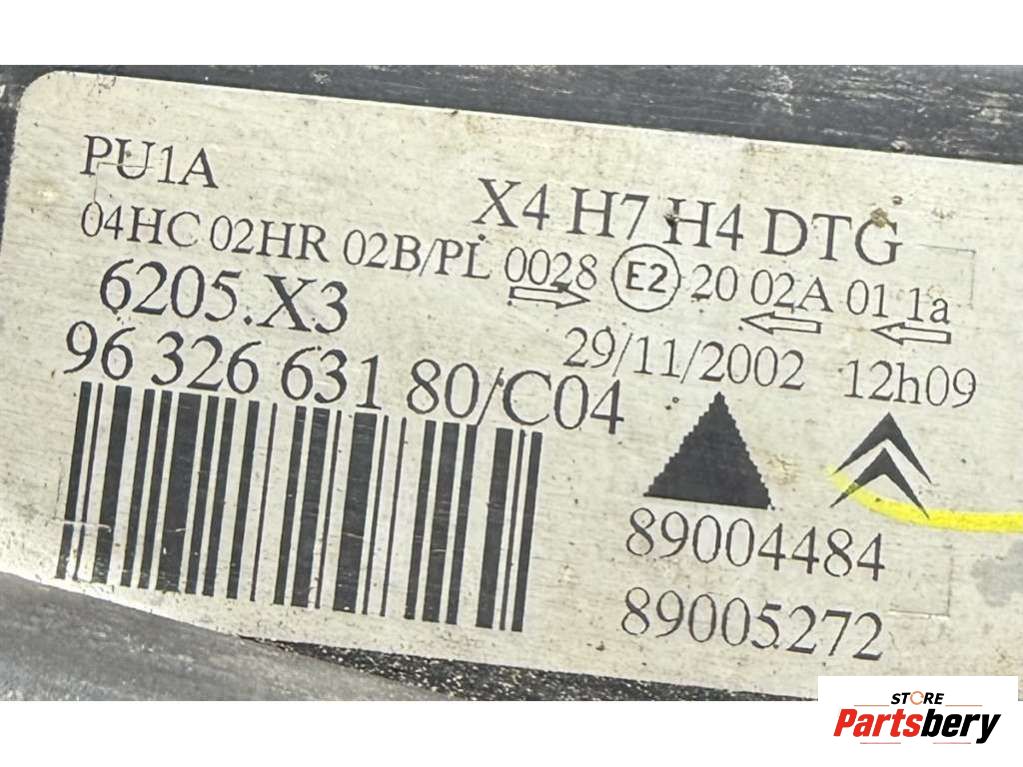 PU1A
X4 H7 H4 DTG
04HC 02HR 02B/PL 0028 E2 20 02A 01 1a
6205.X3
29/11/2002 12h09
96 326 631 80/C04
89004484
89005272
STORE
Partsbery